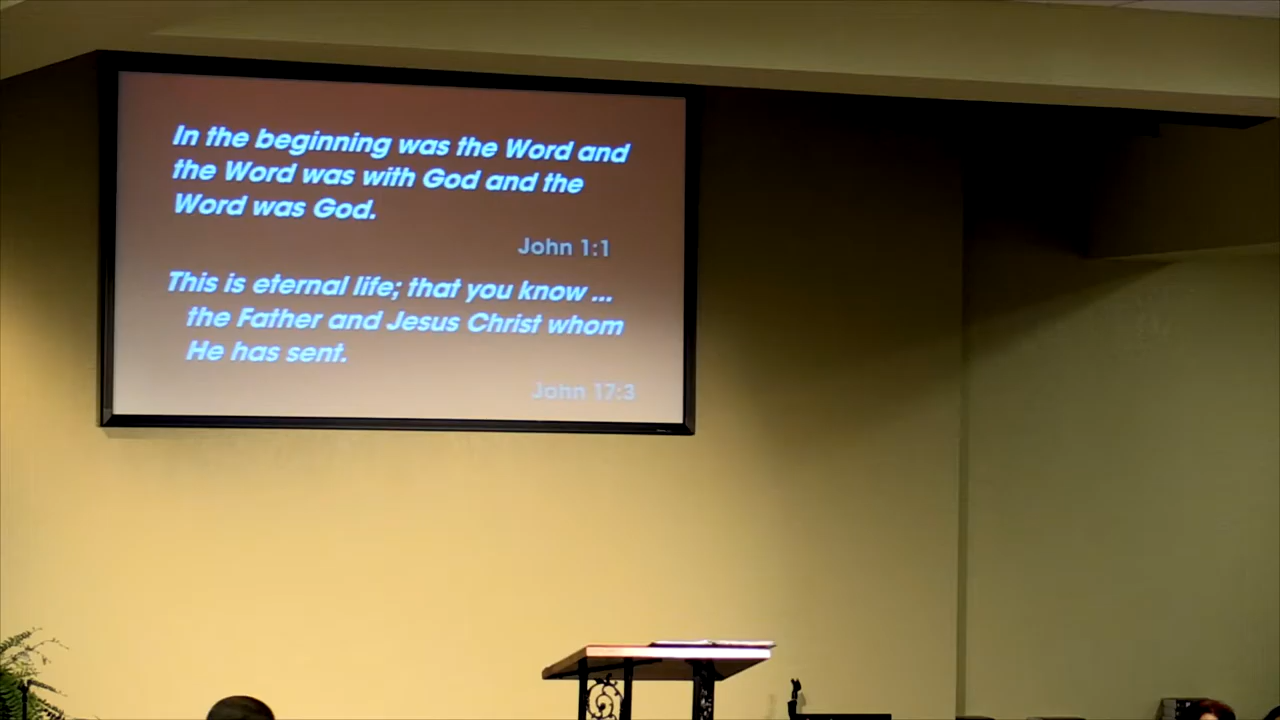 In the beginning was the Word and
the Word was with God and the
Word was God.
John 1:1
This is eternal life; that you know ...
the Father and Jesus Christ whom
He has sent.
John 17:3